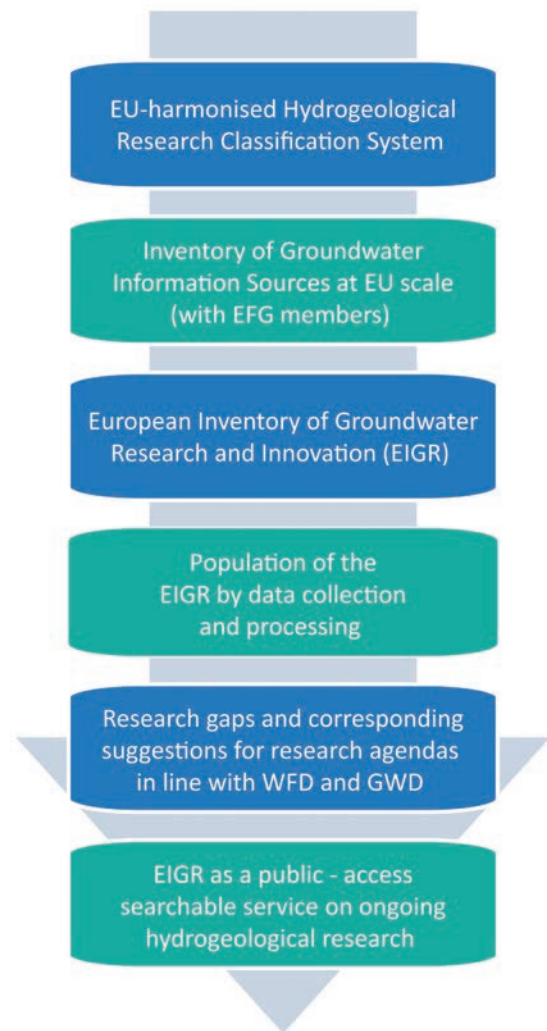 EU-harmonised Hydrogeological
Research Classification System
Inventory of Groundwater
Information Sources at EU scale
(with EFG members)
European Inventory of Groundwater
Research and Innovation (EIGR)
Population of the
EIGR by data collection
and processing
Research gaps and corresponding
suggestions for research agendas
in line with WFD and GWD
EIGR as a public - access
searchable service on ongoing
hydrogeological research